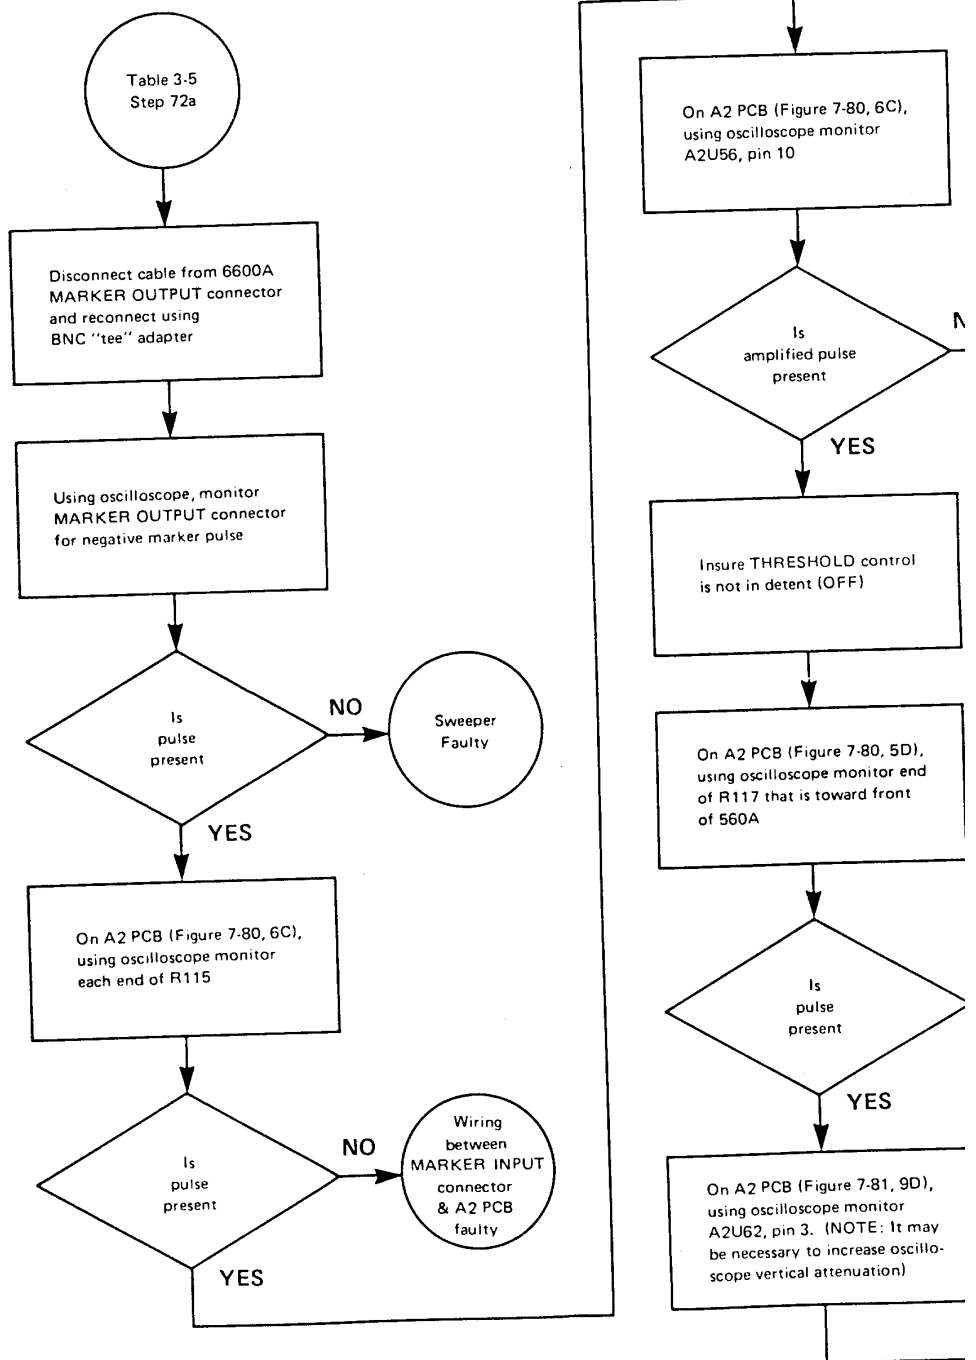 Table 3-5
Step 72a
Disconnect cable from 6600A
MARKER OUTPUT connector
and reconnect using
BNC "tee" adapter
Using oscilloscope, monitor
MARKER OUTPUT connector
for negative marker pulse
Is
pulse
present
NO
Sweeper
Faulty
YES
On A2 PCB (Figure 7-80, 6C),
using oscilloscope monitor
each end of R115
Is
pulse
present
NO
Wiring
between
MARKER INPUT
connector
& A2 PCB
faulty
YES
On A2 PCB (Figure 7-80, 6C),
using oscilloscope monitor
A2U56, pin 10
Is
amplified pulse
present
YES
Insure THRESHOLD control
is not in detent (OFF)
On A2 PCB (Figure 7-80, 5D),
using oscilloscope monitor end
of R117 that is toward front
of 560A
Is
pulse
present
YES
On A2 PCB (Figure 7-81, 9D),
using oscilloscope monitor
A2U62, pin 3. (NOTE: It may
be necessary to increase oscillo-
scope vertical attenuation)